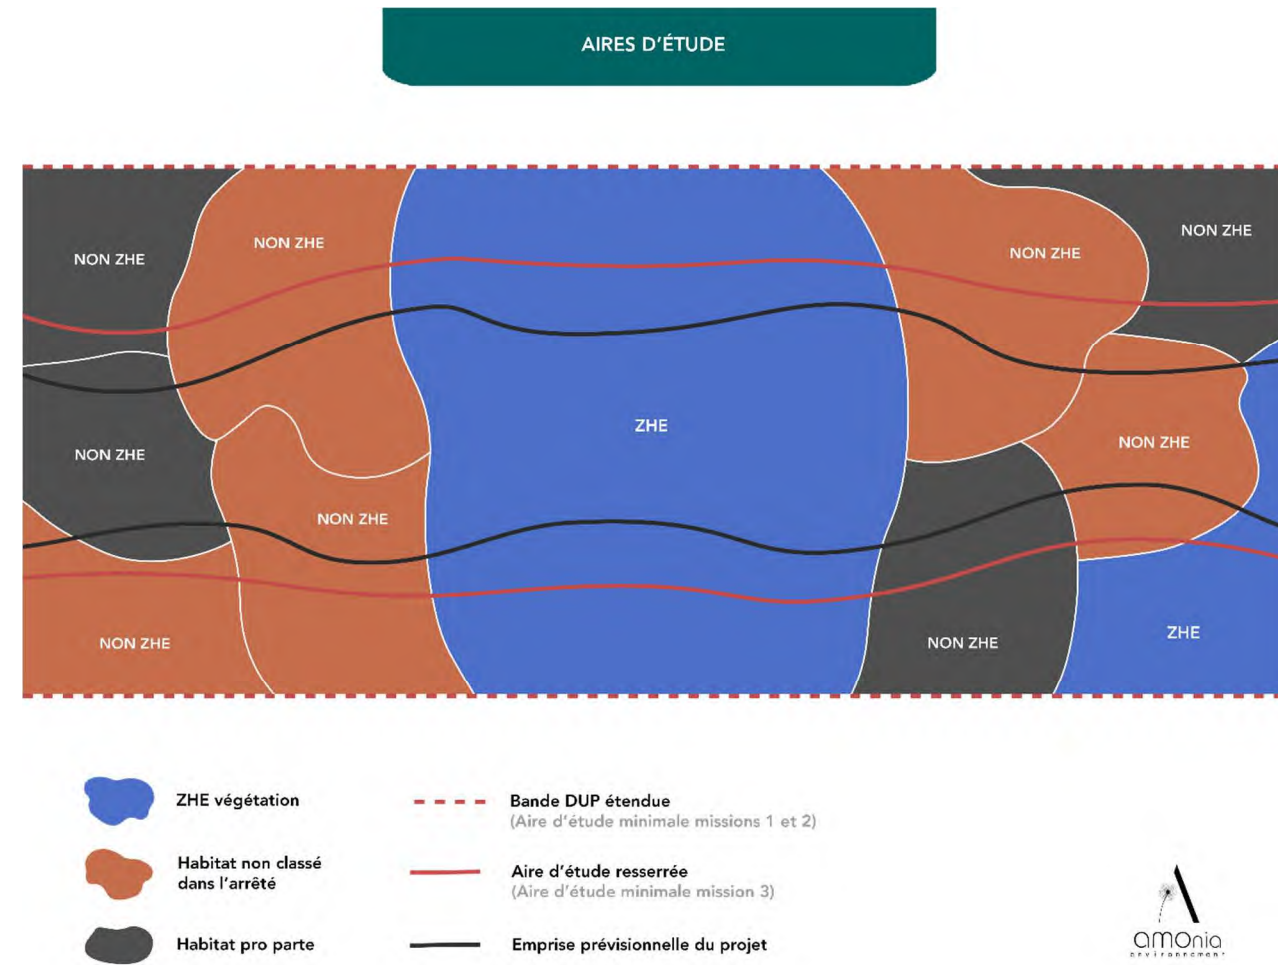 AIRES D'ÉTUDE
NON ZHE
NON ZHE
NON ZHE
NON ZHE
ZHE
NON ZHE
NON ZHE
NON ZHE
NON ZHE
NON ZHE
ZHE
ZHE végétation
Habitat non classé
dans l'arrêté
Habitat pro parte
Bande DUP étendue
(Aire d'étude minimale missions 1 et 2)
Aire d'étude resserrée
(Aire d'étude minimale mission 3)
Emprise prévisionnelle du projet
amonia
environnement